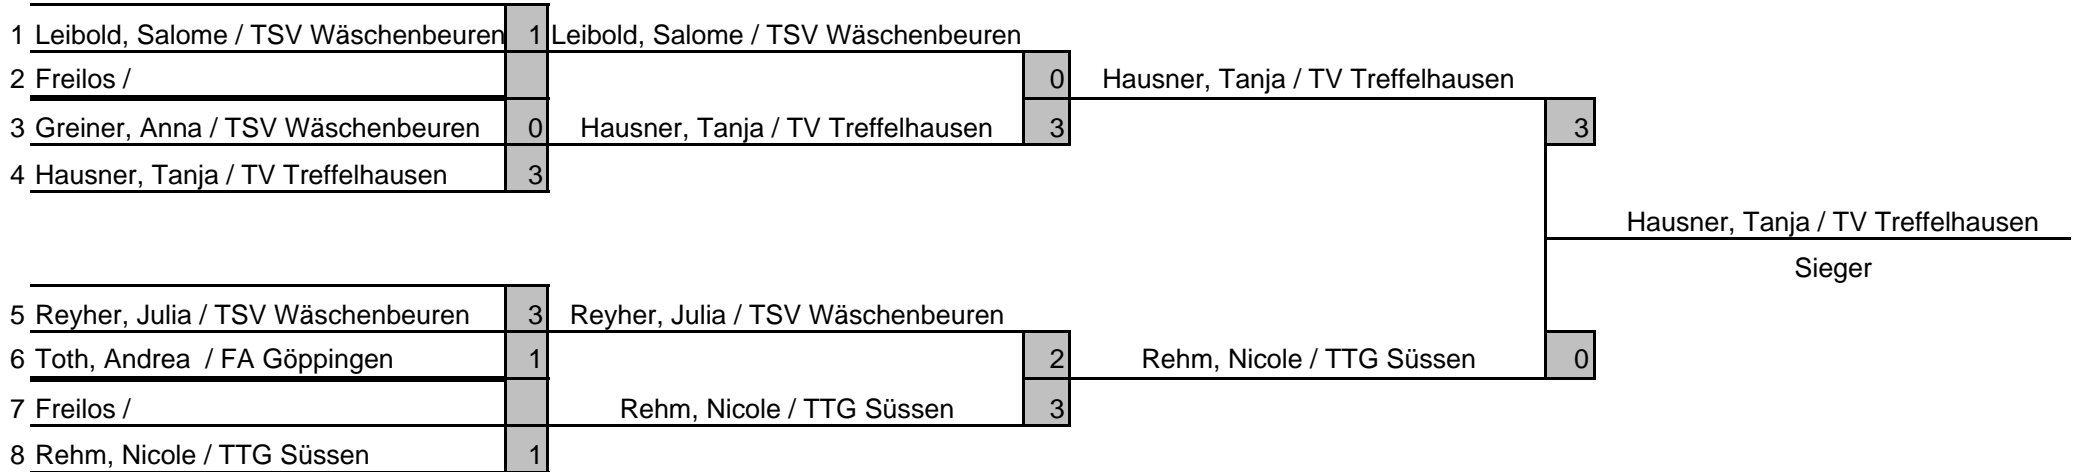 1 Leibold, Salome / TSV Wäschenbeuren 1 Leibold, Salome / TSV Wäschenbeuren
2 Freilos / 0 Hausner, Tanja / TV Treffelhausen
3 Greiner, Anna / TSV Wäschenbeuren 0 Hausner, Tanja / TV Treffelhausen 3 3
4 Hausner, Tanja / TV Treffelhausen 3
Hausner, Tanja / TV Treffelhausen
Sieger
5 Reyher, Julia / TSV Wäschenbeuren 3 Reyher, Julia / TSV Wäschenbeuren
6 Toth, Andrea / FA Göppingen 1 2 Rehm, Nicole / TTG Süssen 0
7 Freilos / Rehm, Nicole / TTG Süssen 3
8 Rehm, Nicole / TTG Süssen 1